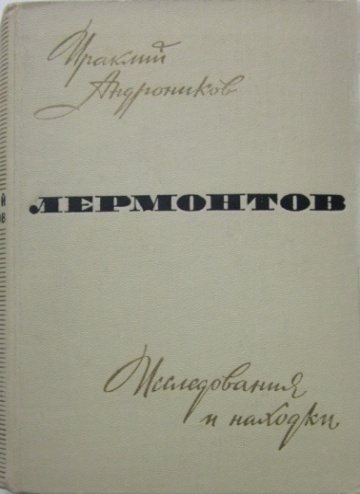 Ираклий
Андроников
ЛЕРМОНТОВ
Исследования
и находки